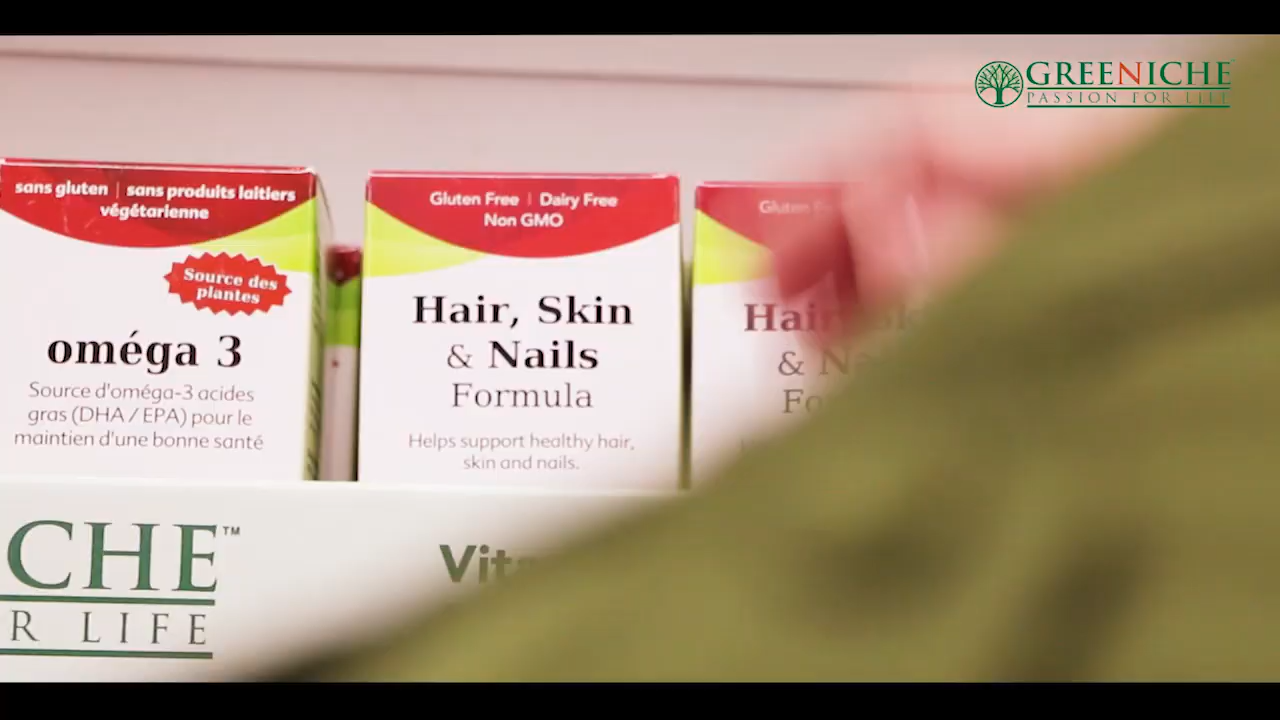 GREENICHE
PASSION FOR LIFE
sans gluten | sans produits laitiers
végétarienne
Source des
plantes
oméga 3
Source d'oméga-3 acides
gras (DHA / EPA) pour le
maintien d'une bonne santé
Gluten Free | Dairy Free
Non GMO
Hair, Skin
& Nails
Formula
Helps support healthy hair,
skin and nails.
Gluten
Hair,
&
CHE™
R LIFE